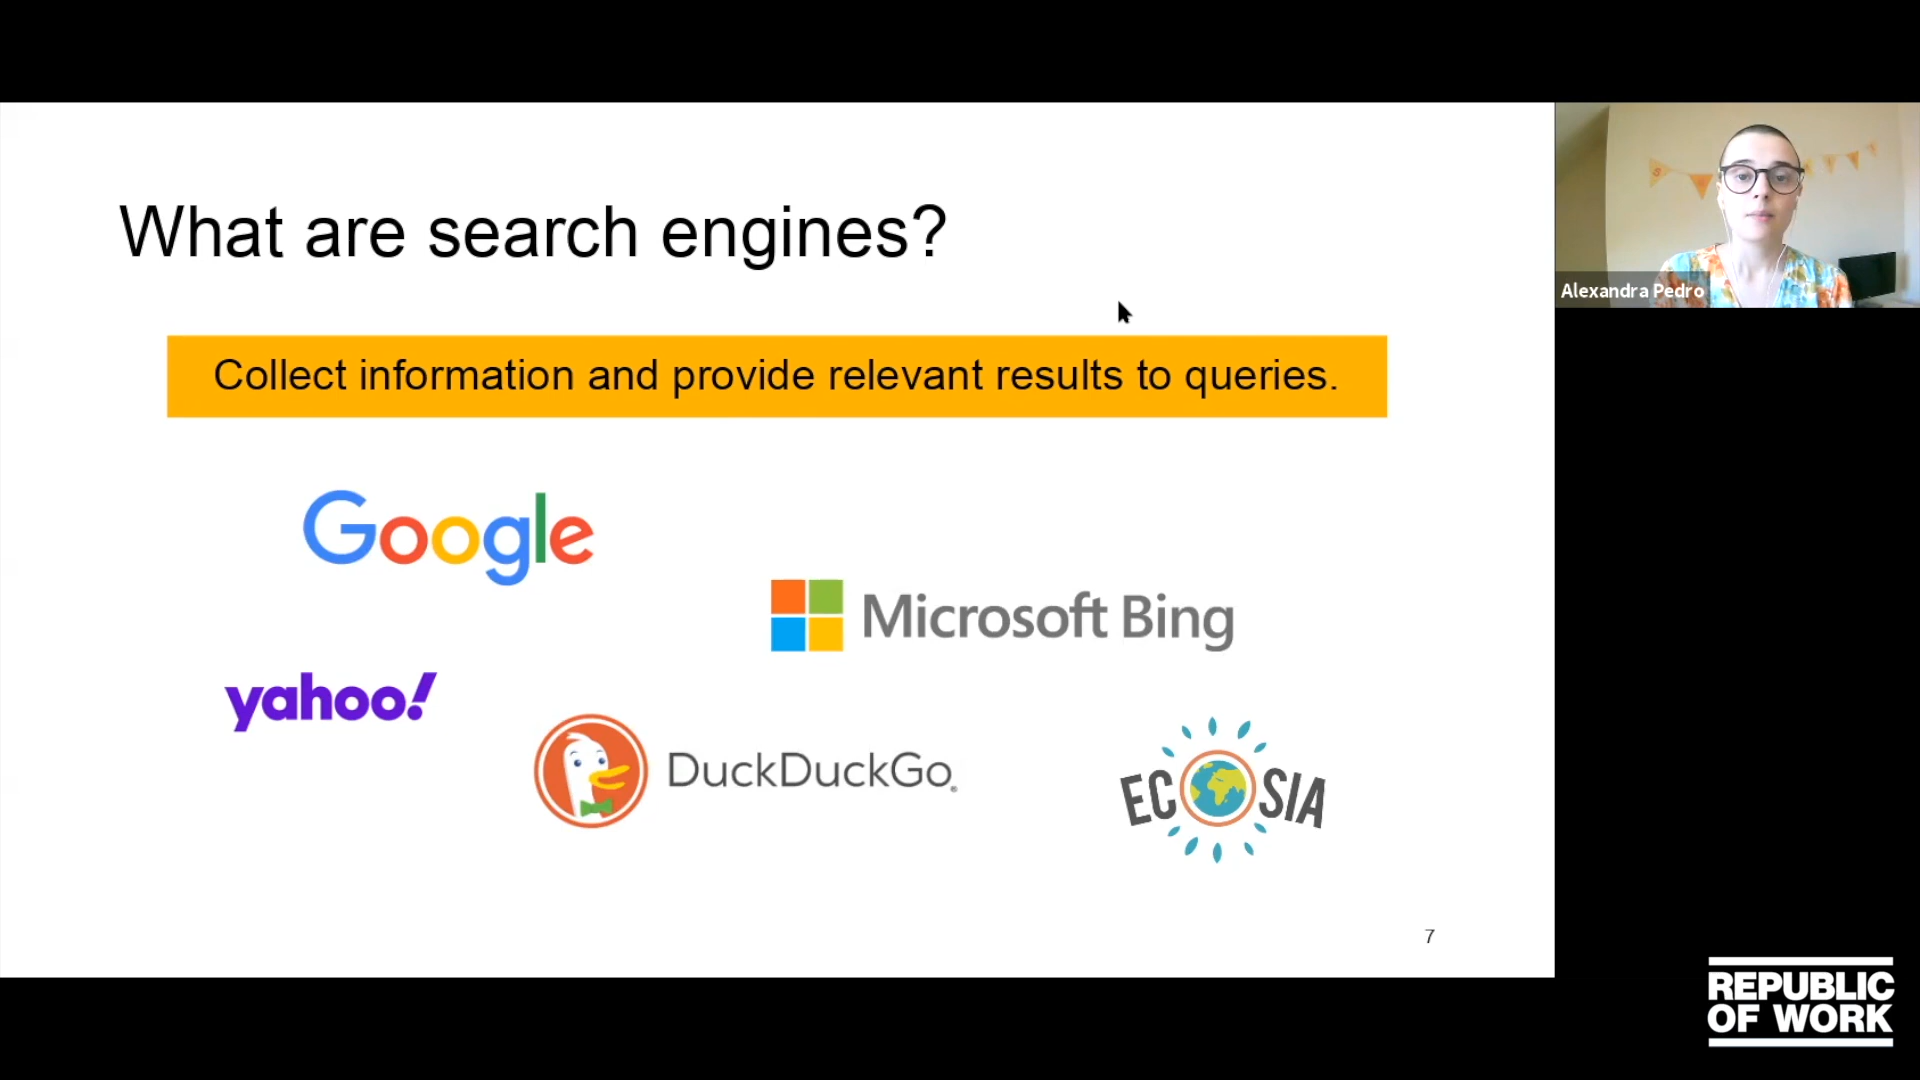 What are search engines?
Collect information and provide relevant results to queries.
Google
Microsoft Bing
yahoo!
DuckDuckGo®
ECOSIA
7
Alexandra Pedro
REPUBLIC
OF WORK